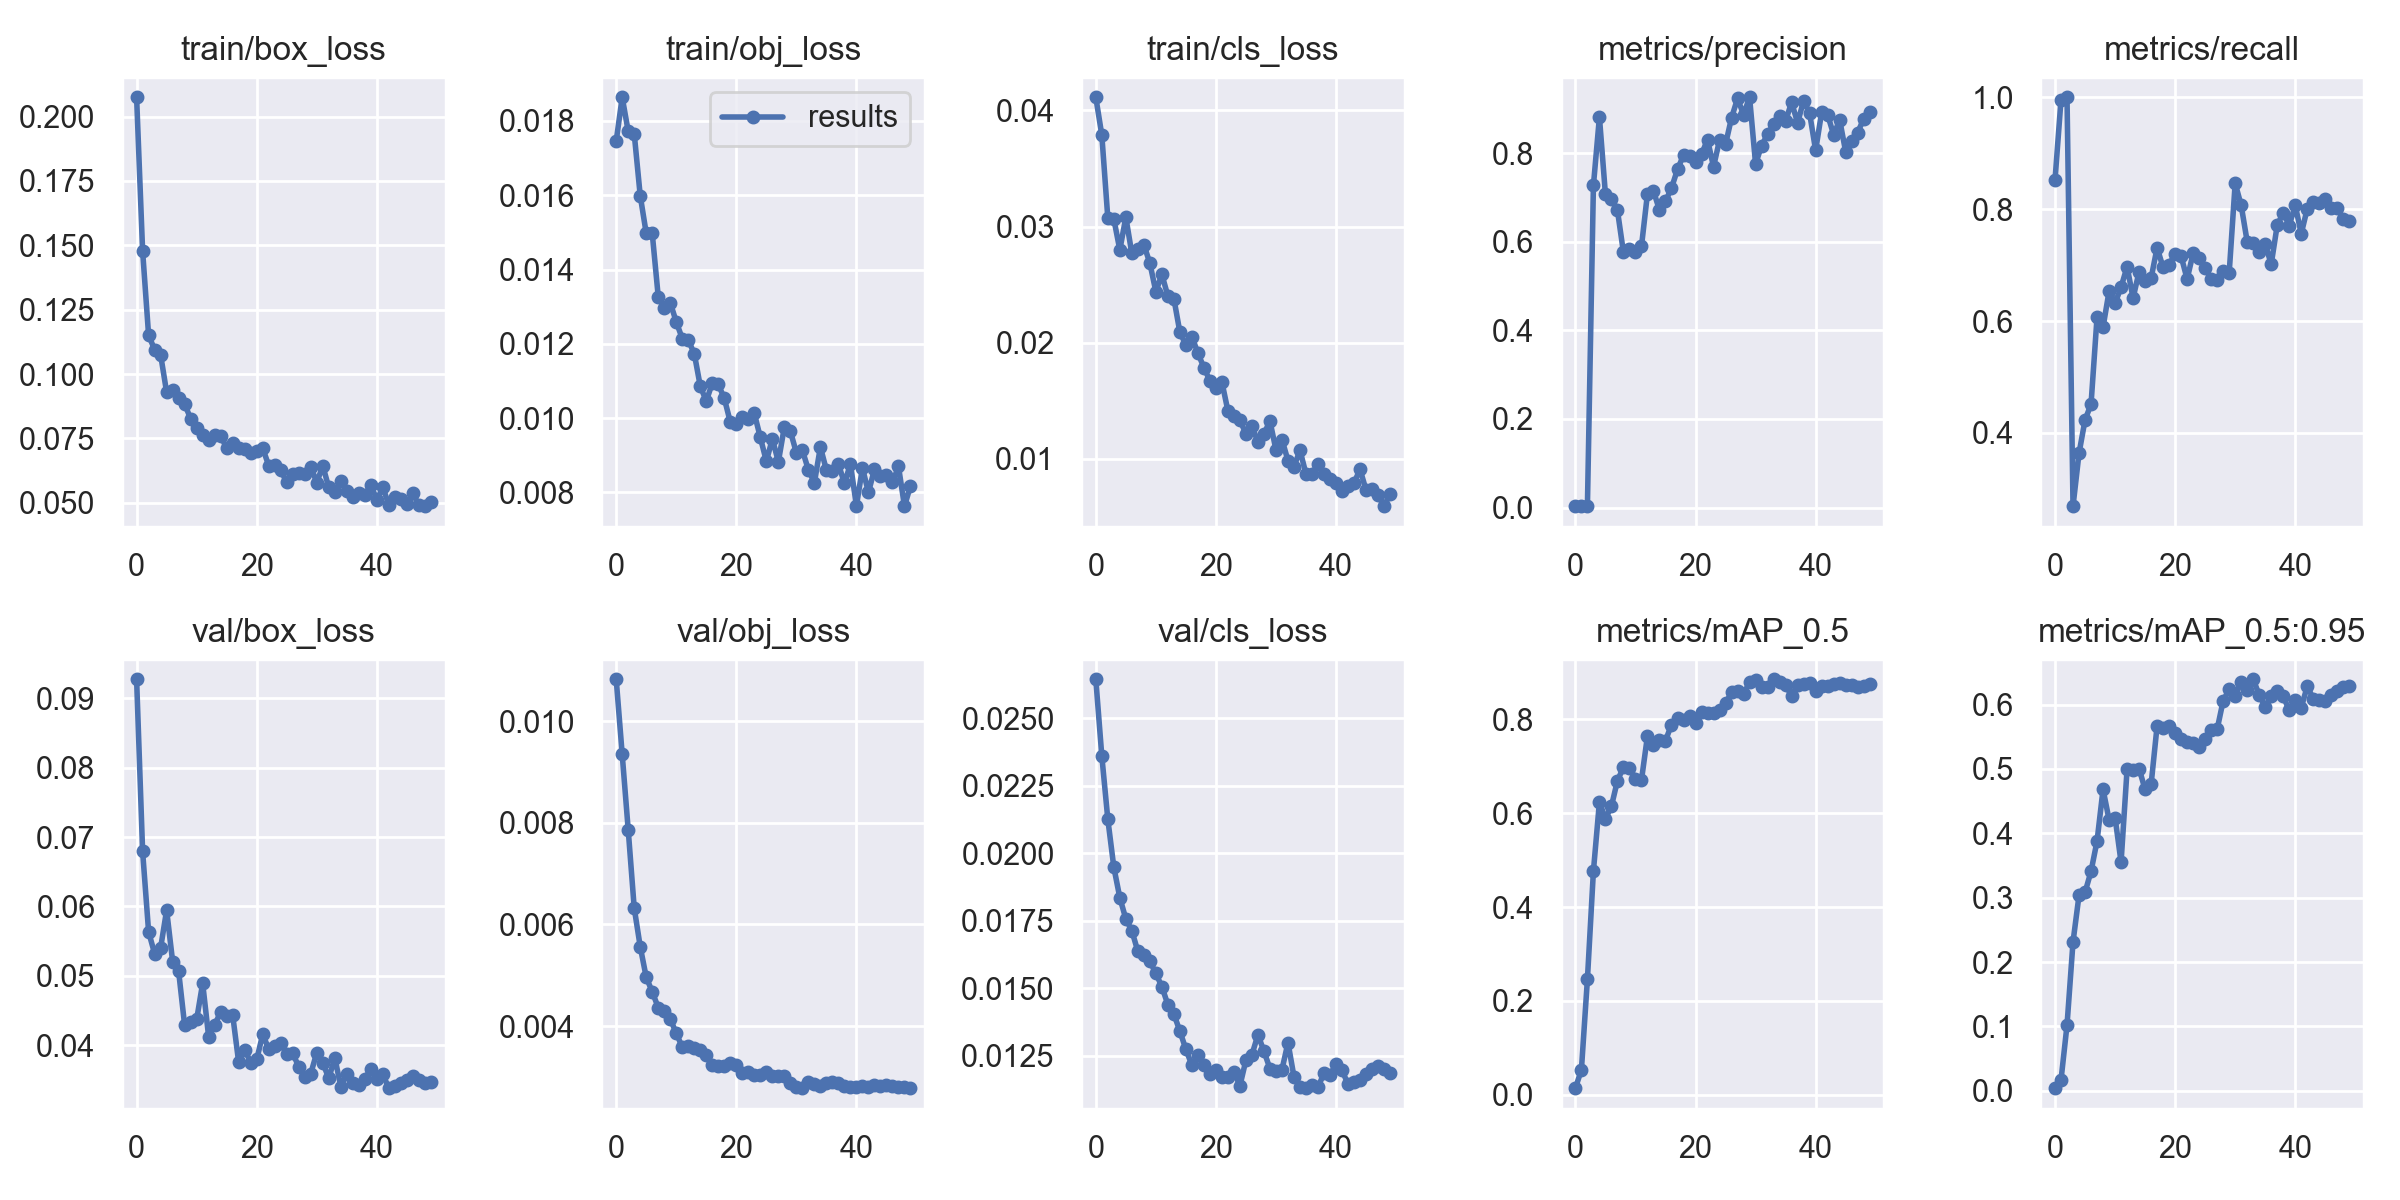 train/box_loss
0.200
0.175
0.150
0.125
0.100
0.075
0.050
0 20 40
train/obj_loss
results
0.018
0.016
0.014
0.012
0.010
0.008
0 20 40
train/cls_loss
0.04
0.03
0.02
0.01
0 20 40
metrics/precision
0.8
0.6
0.4
0.2
0.0
0 20 40
metrics/recall
1.0
0.8
0.6
0.4
0 20 40
val/box_loss
0.09
0.08
0.07
0.06
0.05
0.04
0 20 40
val/obj_loss
0.010
0.008
0.006
0.004
0 20 40
val/cls_loss
0.0250
0.0225
0.0200
0.0175
0.0150
0.0125
0 20 40
metrics/mAP_0.5
0.8
0.6
0.4
0.2
0.0
0 20 40
metrics/mAP_0.5:0.95
0.6
0.5
0.4
0.3
0.2
0.1
0.0
0 20 40